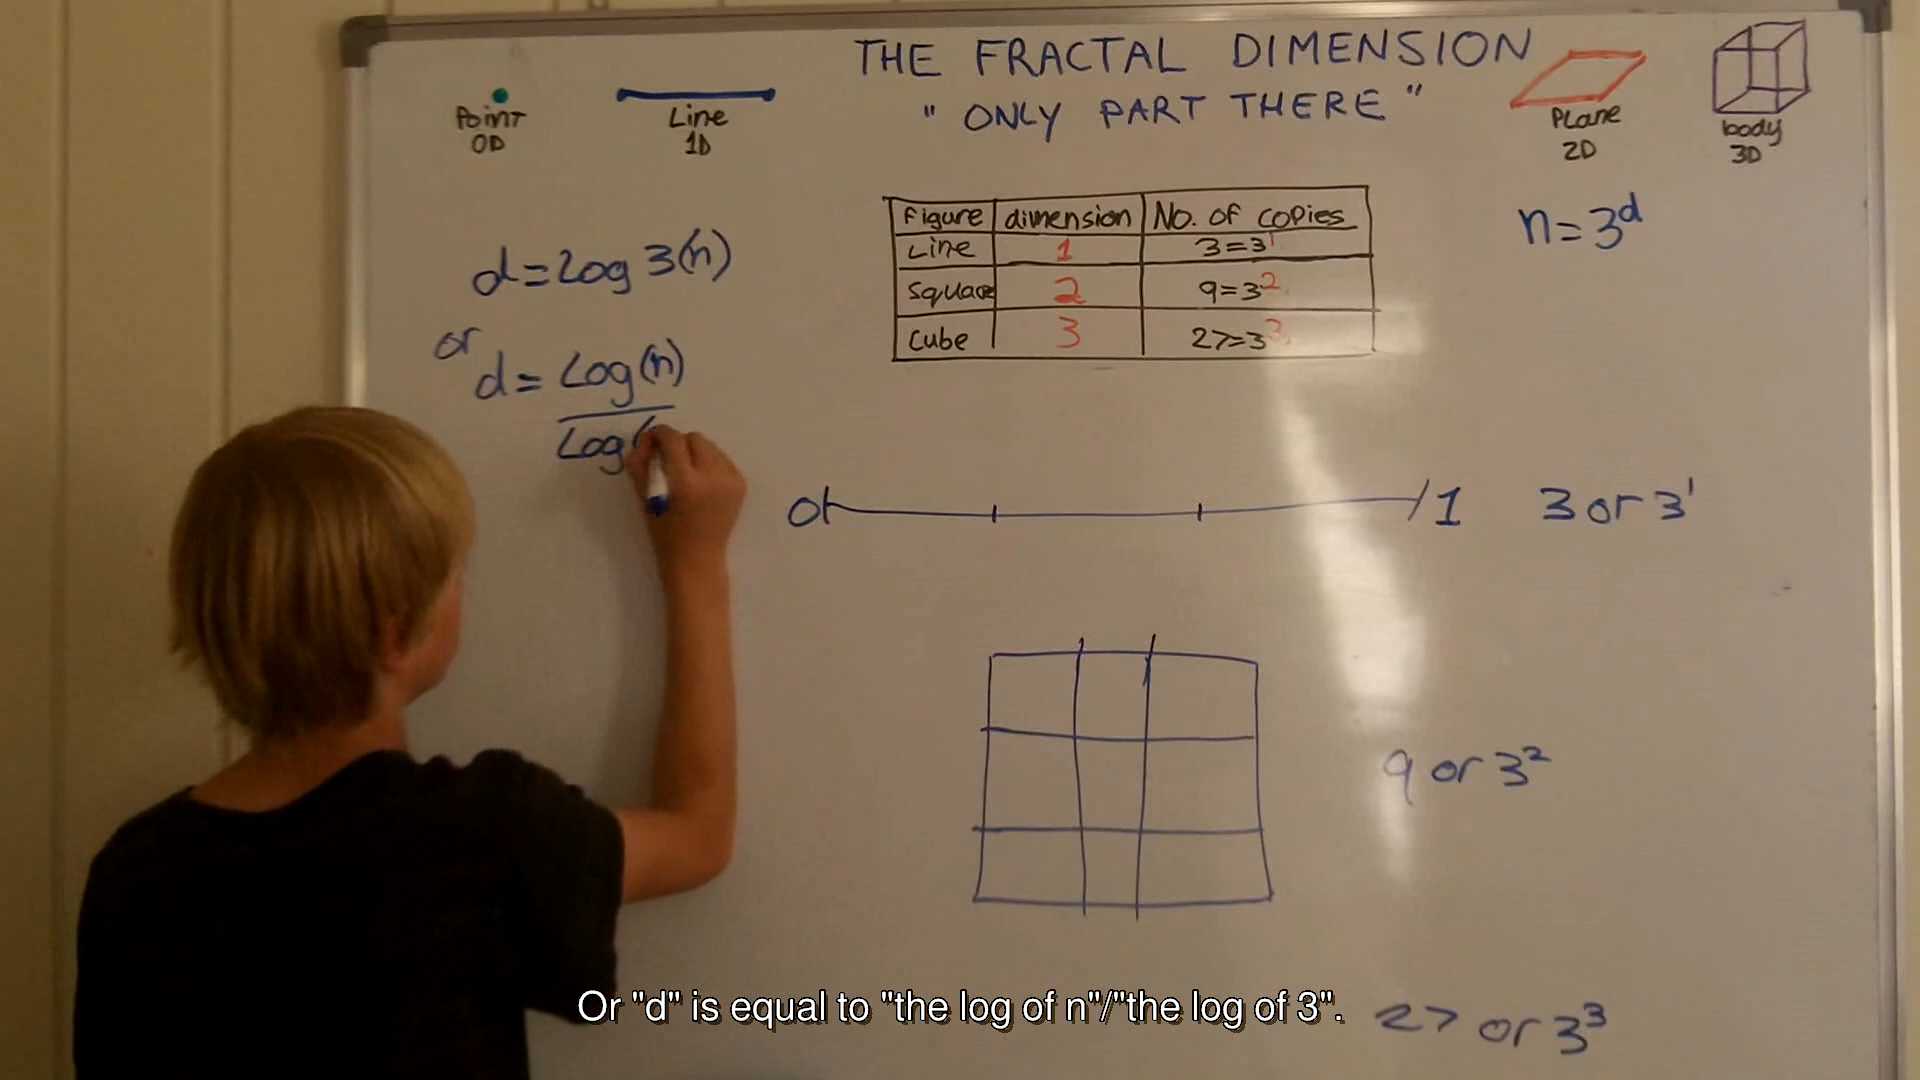 THE FRACTAL DIMENSION
" ONLY PART THERE "
Point
0D
Line
1D
PLane
2D
body
3D
figure dimension No. of copies
Line 1 3=3¹
Square 2 9=3²
Cube 3 27=3³
n=3ᵈ
d=Log 3(n)
or
d= Log(n)
Log(
0 1 3 or 3¹
9 or 3²
27 or 3³
Or "d" is equal to "the log of n"/"the log of 3".